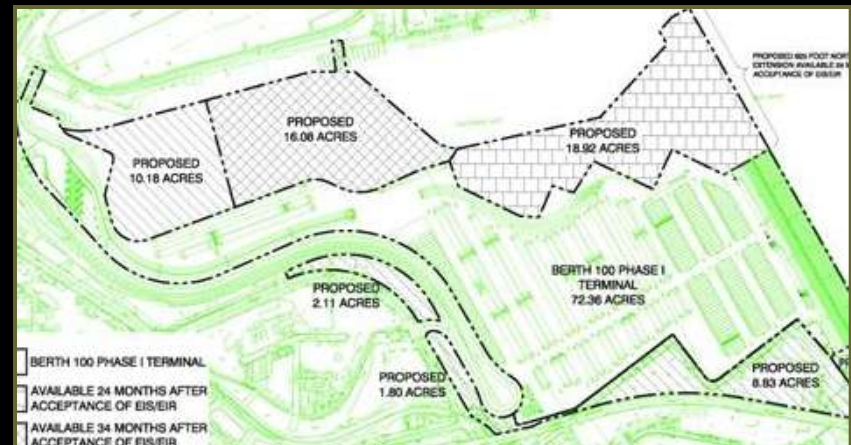 PROPOSED
16.08 ACRES
PROPOSED
18.92 ACRES
PROPOSED
10.18 ACRES
BERTH 100 PHASE I
TERMINAL
72.36 ACRES
PROPOSED
2.11 ACRES
PROPOSED
1.80 ACRES
PROPOSED
8.83 ACRES
BERTH 100 PHASE I TERMINAL
AVAILABLE 24 MONTHS AFTER
ACCEPTANCE OF EIS/EIR
AVAILABLE 34 MONTHS AFTER
ACCEPTANCE OF EIS/EIR